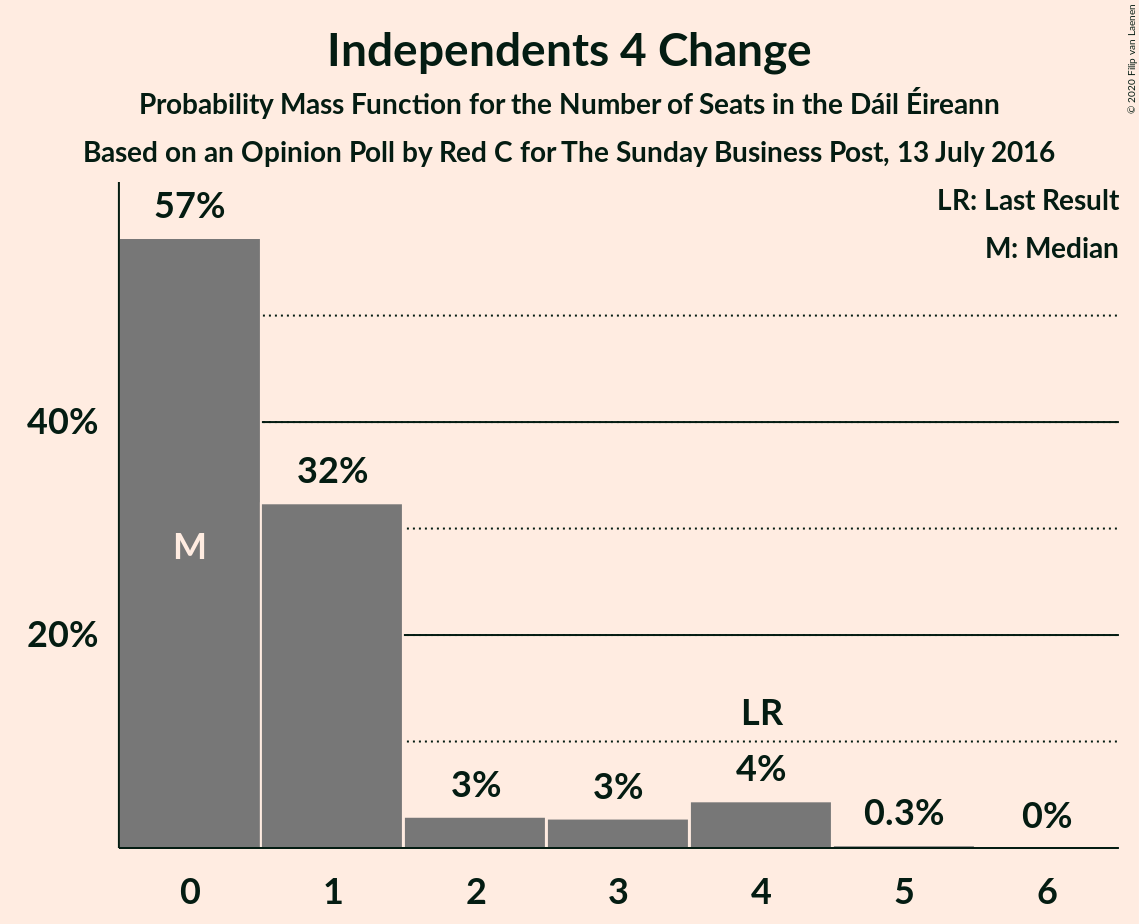 Independents 4 Change
Probability Mass Function for the Number of Seats in the Dáil Éireann
Based on an Opinion Poll by Red C for The Sunday Business Post, 13 July 2016
© 2020 Filip van Laenen
LR: Last Result
M: Median
57%
40%
32%
M
20%
LR
4%
3%
3%
0.3%
0%
0 1 2 3 4 5 6